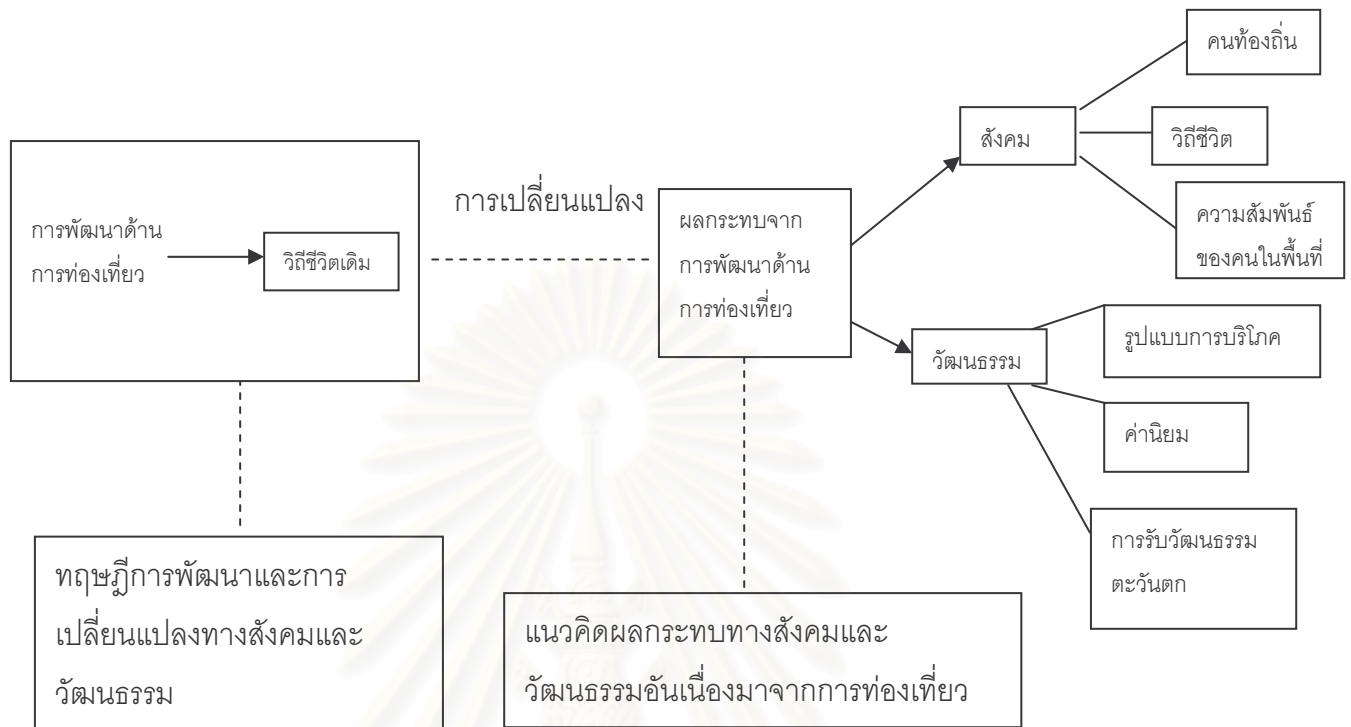 คนท้องถิ่น
สังคม
วิถีชีวิต
การเปลี่ยนแปลง
ความสัมพันธ์
ของคนในพื้นที่
การพัฒนาด้าน
การท่องเที่ยว
วิถีชีวิตเดิม
ผลกระทบจาก
การพัฒนาด้าน
การท่องเที่ยว
รูปแบบการบริโภค
วัฒนธรรม
ค่านิยม
การรับวัฒนธรรม
ตะวันตก
ทฤษฎีการพัฒนาและการ
เปลี่ยนแปลงทางสังคมและ
วัฒนธรรม
แนวคิดผลกระทบทางสังคมและ
วัฒนธรรมอันเนื่องมาจากการท่องเที่ยว